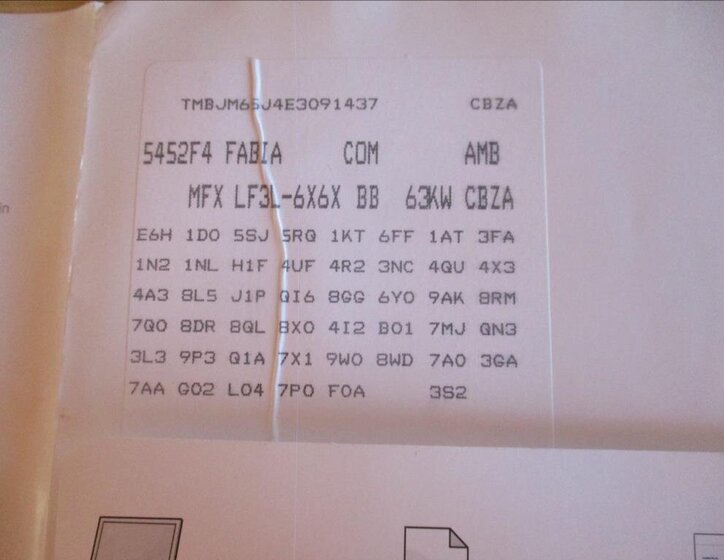 TMBJM65J4E3091437 CBZA
5452F4 FABIA COM AMB
MFX LF3L-6X6X BB 63KW CBZA
E6H 1D0 5SJ 5RQ 1KT 6FF 1AT 3FA
1N2 1NL H1F 4UF 4R2 3NC 4QU 4X3
4A3 8L5 J1P QI6 8GG 6Y0 9AK 8RM
7Q0 8DR 8QL 8X0 4I2 B01 7MJ QN3
3L3 9P3 Q1A 7X1 9W0 8WD 7A0 3GA
7AA G02 L04 7P0 F0A 3S2
in